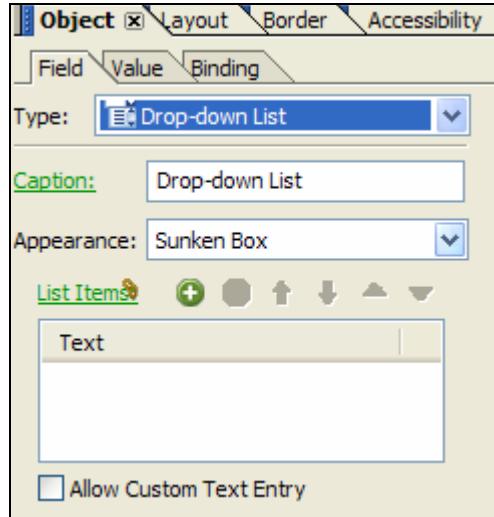 Object Layout Border Accessibility
Field Value Binding
Type: Drop-down List
Caption: Drop-down List
Appearance: Sunken Box
List Items:
Text
Allow Custom Text Entry